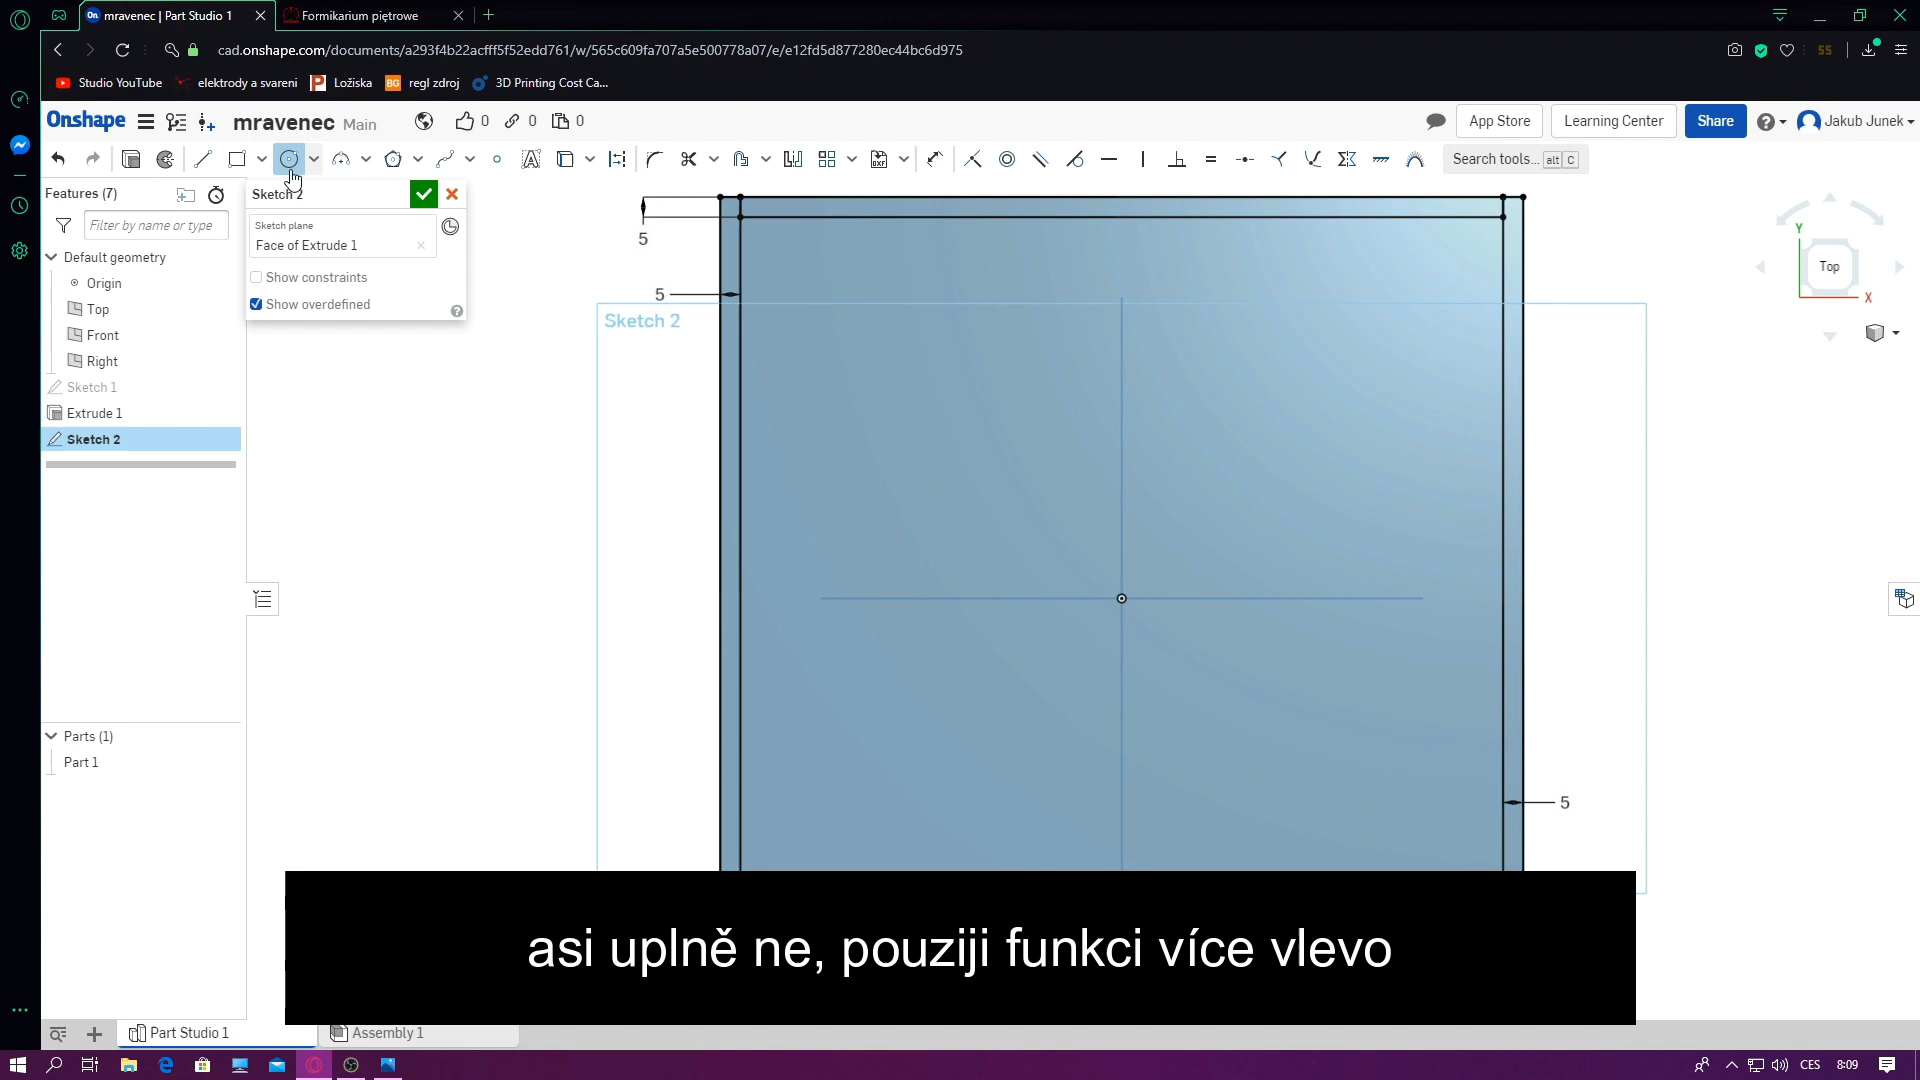 mravenec | Part Studio 1
Formikarium piętrowe
cad.onshape.com/documents/a293f4b22acfff5f52edd761/w/565c609fa707a5e500778a07/e/e12fd5d877280ec44bc6d975
55
Studio YouTube
elektrody a svareni
Ložiska
BG regl zdroj
3D Printing Cost Ca...
Onshape
mravenec Main
0
0
0
App Store
Learning Center
Share
Jakub Junek
Search tools... alt C
Features (7)
Filter by name or type
Default geometry
Origin
Top
Front
Right
Sketch 1
Extrude 1
Sketch 2
Sketch 2
Sketch plane
Face of Extrude 1
Show constraints
Show overdefined
5
5
Sketch 2
5
Y
Top
X
Parts (1)
Part 1
asi uplně ne, pouziji funkci více vlevo
Part Studio 1
Assembly 1
CES
8:09